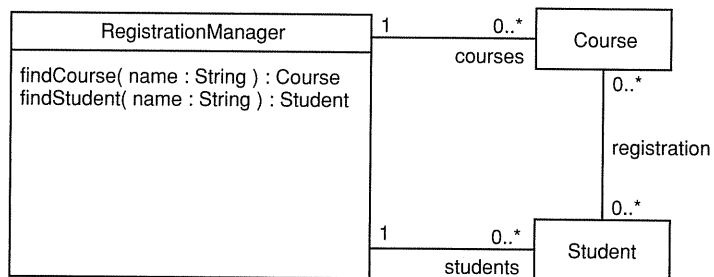 RegistrationManager
findCourse( name : String ) : Course
findStudent( name : String ) : Student
1
0..*
courses
Course
0..*
registration
0..*
1
0..*
students
Student